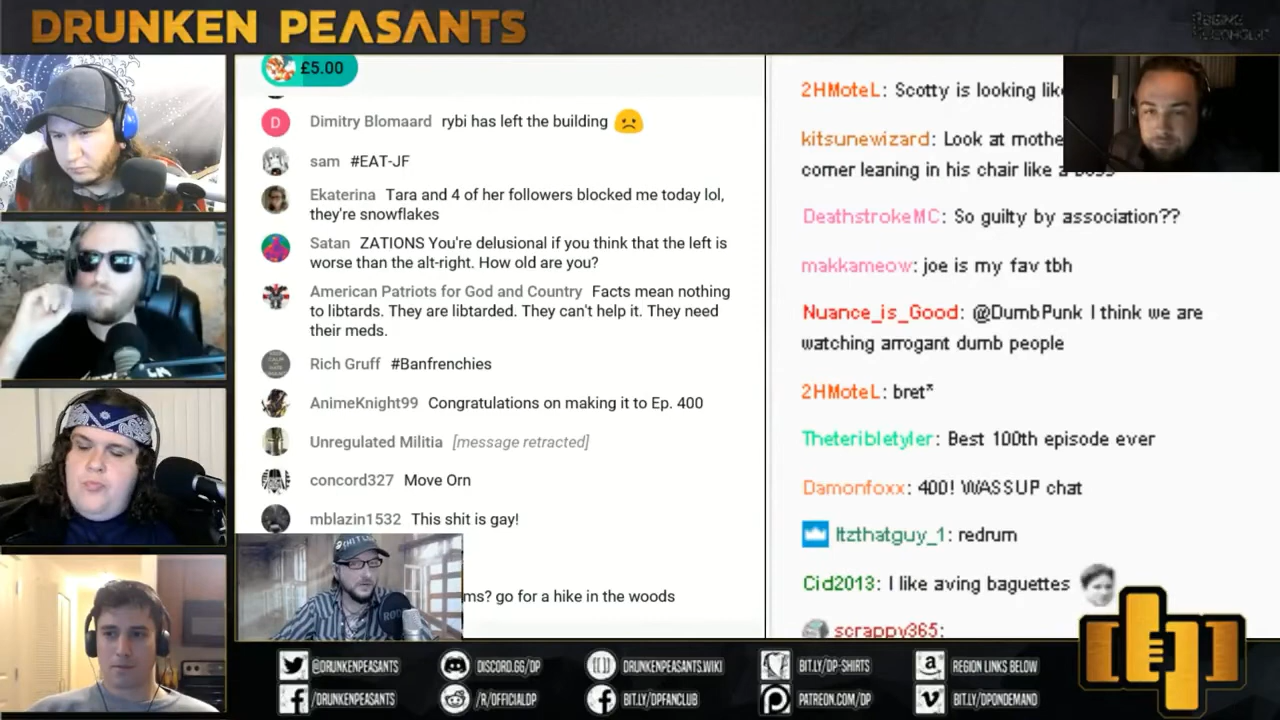 DRUNKEN PEASANTS
£5.00
Dimitry Blomaard rybi has left the building
sam #EAT-JF
Ekaterina Tara and 4 of her followers blocked me today lol,
they're snowflakes
Satan ZATIONS You're delusional if you think that the left is
worse than the alt-right. How old are you?
American Patriots for God and Country Facts mean nothing
to libtards. They are libtarded. They can't help it. They need
their meds.
Rich Gruff #Banfrenchies
AnimeKnight99 Congratulations on making it to Ep. 400
Unregulated Militia [message retracted]
concord327 Move Orn
mblazin1532 This shit is gay!
ms? go for a hike in the woods
2HMoteL: Scotty is looking like
kitsunewizard: Look at mothe
corner leaning in his chair like a boss
DeathstrokeMC: So guilty by association??
makkameow: joe is my fav tbh
Nuance_is_Good: @DumbPunk I think we are
watching arrogant dumb people
2HMoteL: bret*
Theteribletyler: Best 100th episode ever
Damonfoxx: 400! WASSUP chat
Itzthatguy_1: redrum
Cid2013: I like aving baguettes
scrappy365:
@DRUNKENPEASANTS
DISCORD.GG/DP
DRUNKENPEASANTS.WIKI
BIT.LY/DP-SHIRTS
REGION LINKS BELOW
/DRUNKENPEASANTS
/R/OFFICIALDP
BIT.LY/DPFANCLUB
PATREON.COM/DP
BIT.LY/DPONDEMAND